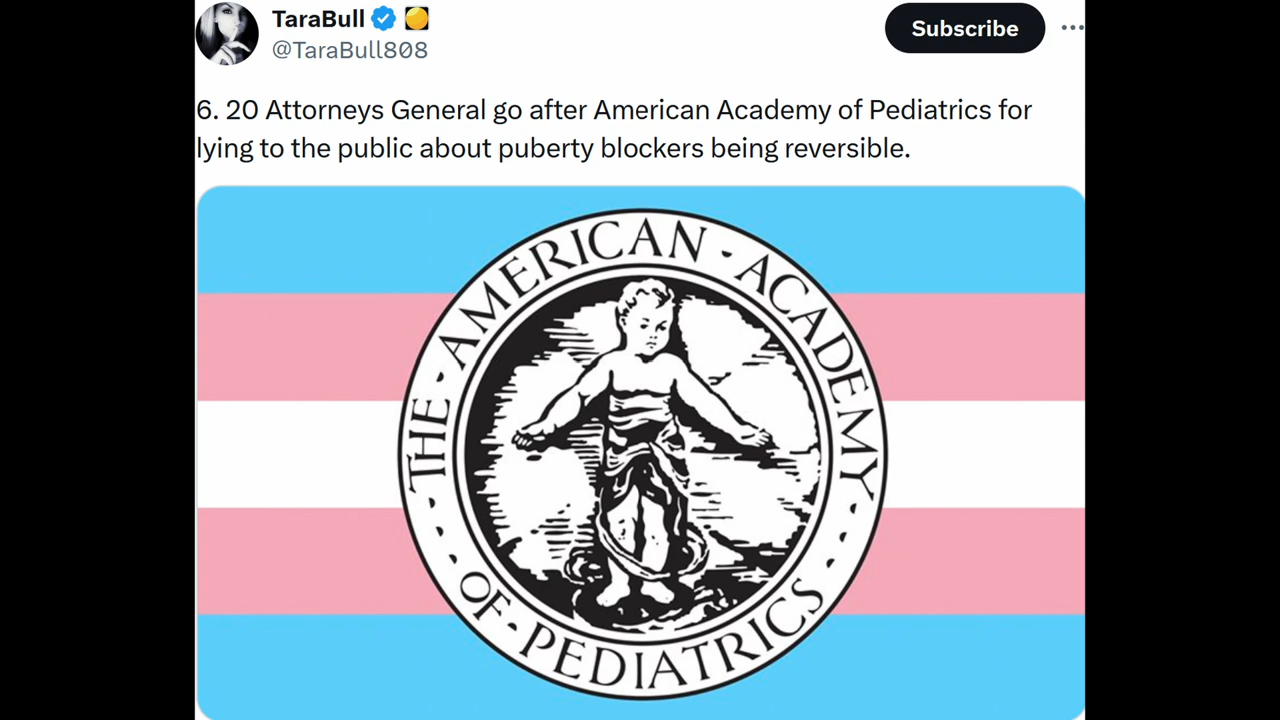 TaraBull
Subscribe
@TaraBull808
6. 20 Attorneys General go after American Academy of Pediatrics for
lying to the public about puberty blockers being reversible.
THE · AMERICAN · ACADEMY
OF · PEDIATRICS